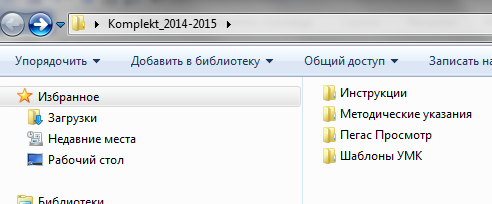 Komplekt_2014-2015
Упорядочить Добавить в библиотеку Общий доступ Записать на
Избранное
Загрузки
Недавние места
Рабочий стол
Библиотеки
Инструкции
Методические указания
Пегас Просмотр
Шаблоны УМК